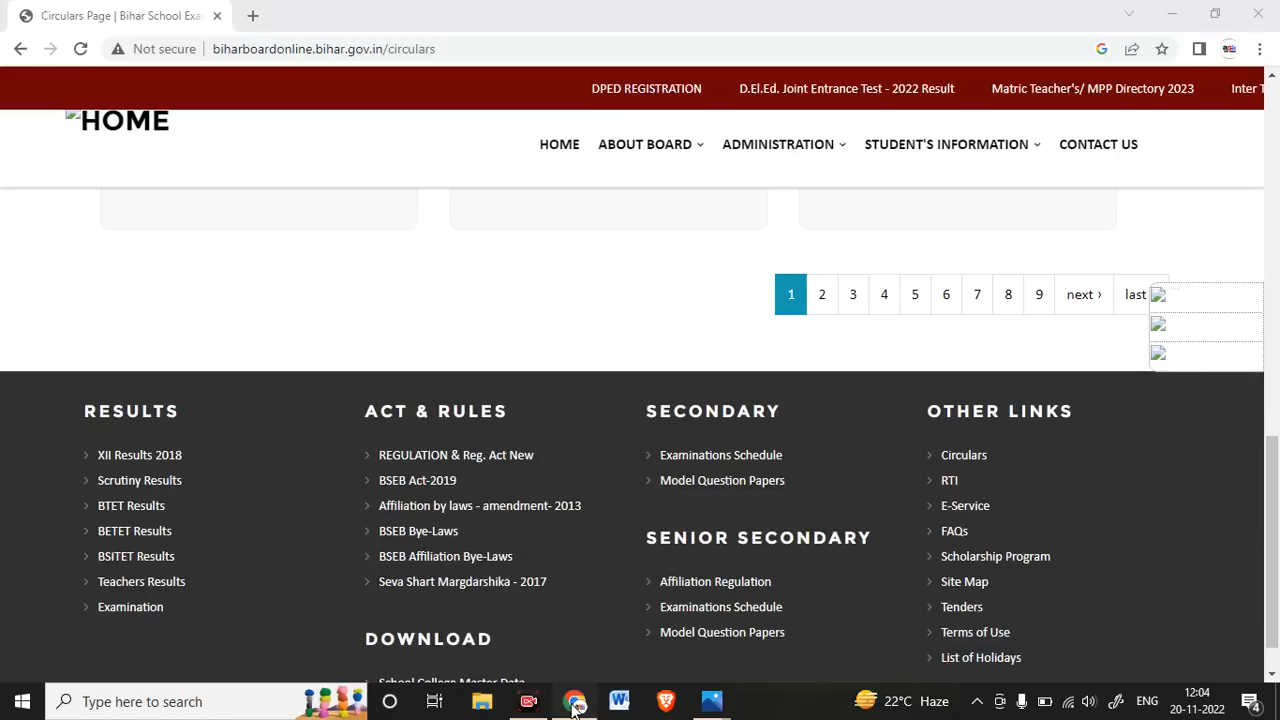 Circulars Page | Bihar School Exa
Not secure | biharboardonline.bihar.gov.in/circulars
DPED REGISTRATION D.El.Ed. Joint Entrance Test - 2022 Result Matric Teacher's/ MPP Directory 2023 Inter
HOME
HOME ABOUT BOARD ADMINISTRATION STUDENT'S INFORMATION CONTACT US
1 2 3 4 5 6 7 8 9 next › last
RESULTS
XII Results 2018
Scrutiny Results
BTET Results
BETET Results
BSITET Results
Teachers Results
Examination
ACT & RULES
REGULATION & Reg. Act New
BSEB Act-2019
Affiliation by laws - amendment- 2013
BSEB Bye-Laws
BSEB Affiliation Bye-Laws
Seva Shart Margdarshika - 2017
DOWNLOAD
School College Master Data
SECONDARY
Examinations Schedule
Model Question Papers
SENIOR SECONDARY
Affiliation Regulation
Examinations Schedule
Model Question Papers
OTHER LINKS
Circulars
RTI
E-Service
FAQs
Scholarship Program
Site Map
Tenders
Terms of Use
List of Holidays
Type here to search
22°C Haze
ENG
12:04
20-11-2022
4